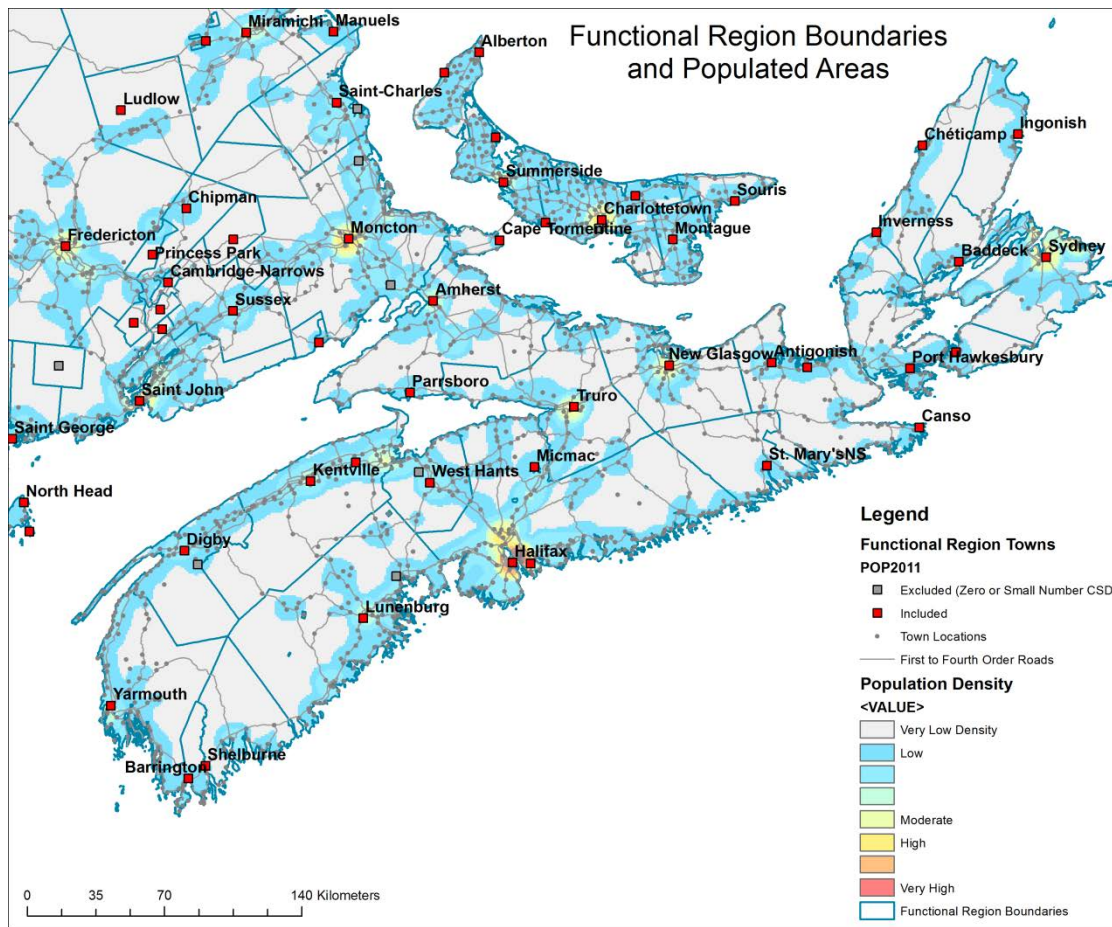 Functional Region Boundaries
and Populated Areas
Miramichi
Manuels
Alberton
Ludlow
Saint-Charles
Chéticamp
Ingonish
Summerside
Souris
Chipman
Charlottetown
Fredericton
Moncton
Cape Tormentine
Montague
Inverness
Sydney
Princess Park
Baddeck
Cambridge-Narrows
Sussex
Amherst
New Glasgow
Antigonish
Port Hawkesbury
Parrsboro
Saint John
Truro
Canso
Saint George
St. Mary'sNS
Micmac
Kentville
West Hants
North Head
Digby
Halifax
Lunenburg
Yarmouth
Shelburne
Barrington
Legend
Functional Region Towns
POP2011
Excluded (Zero or Small Number CSD
Included
Town Locations
First to Fourth Order Roads
Population Density
<VALUE>
Very Low Density
Low
Moderate
High
Very High
Functional Region Boundaries
0 35 70 140 Kilometers